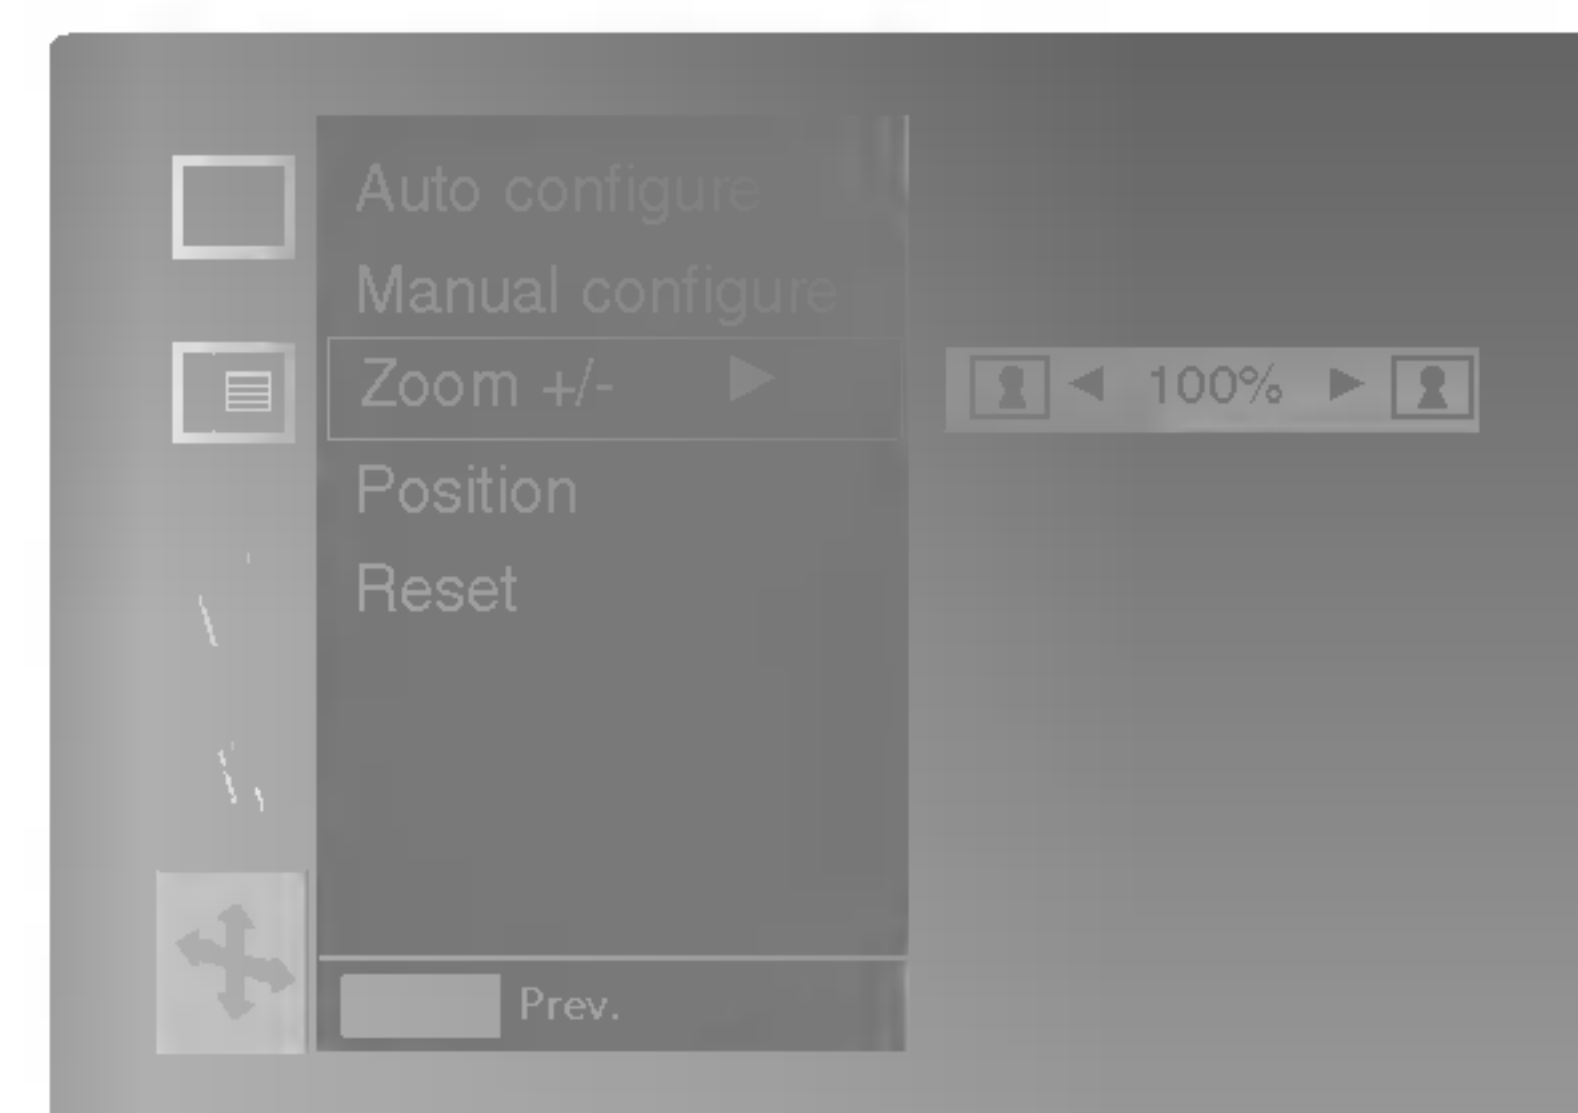 Auto configure
Manual configure
Zoom +/- ▶
◀ 100% ▶
Position
Reset
Prev.